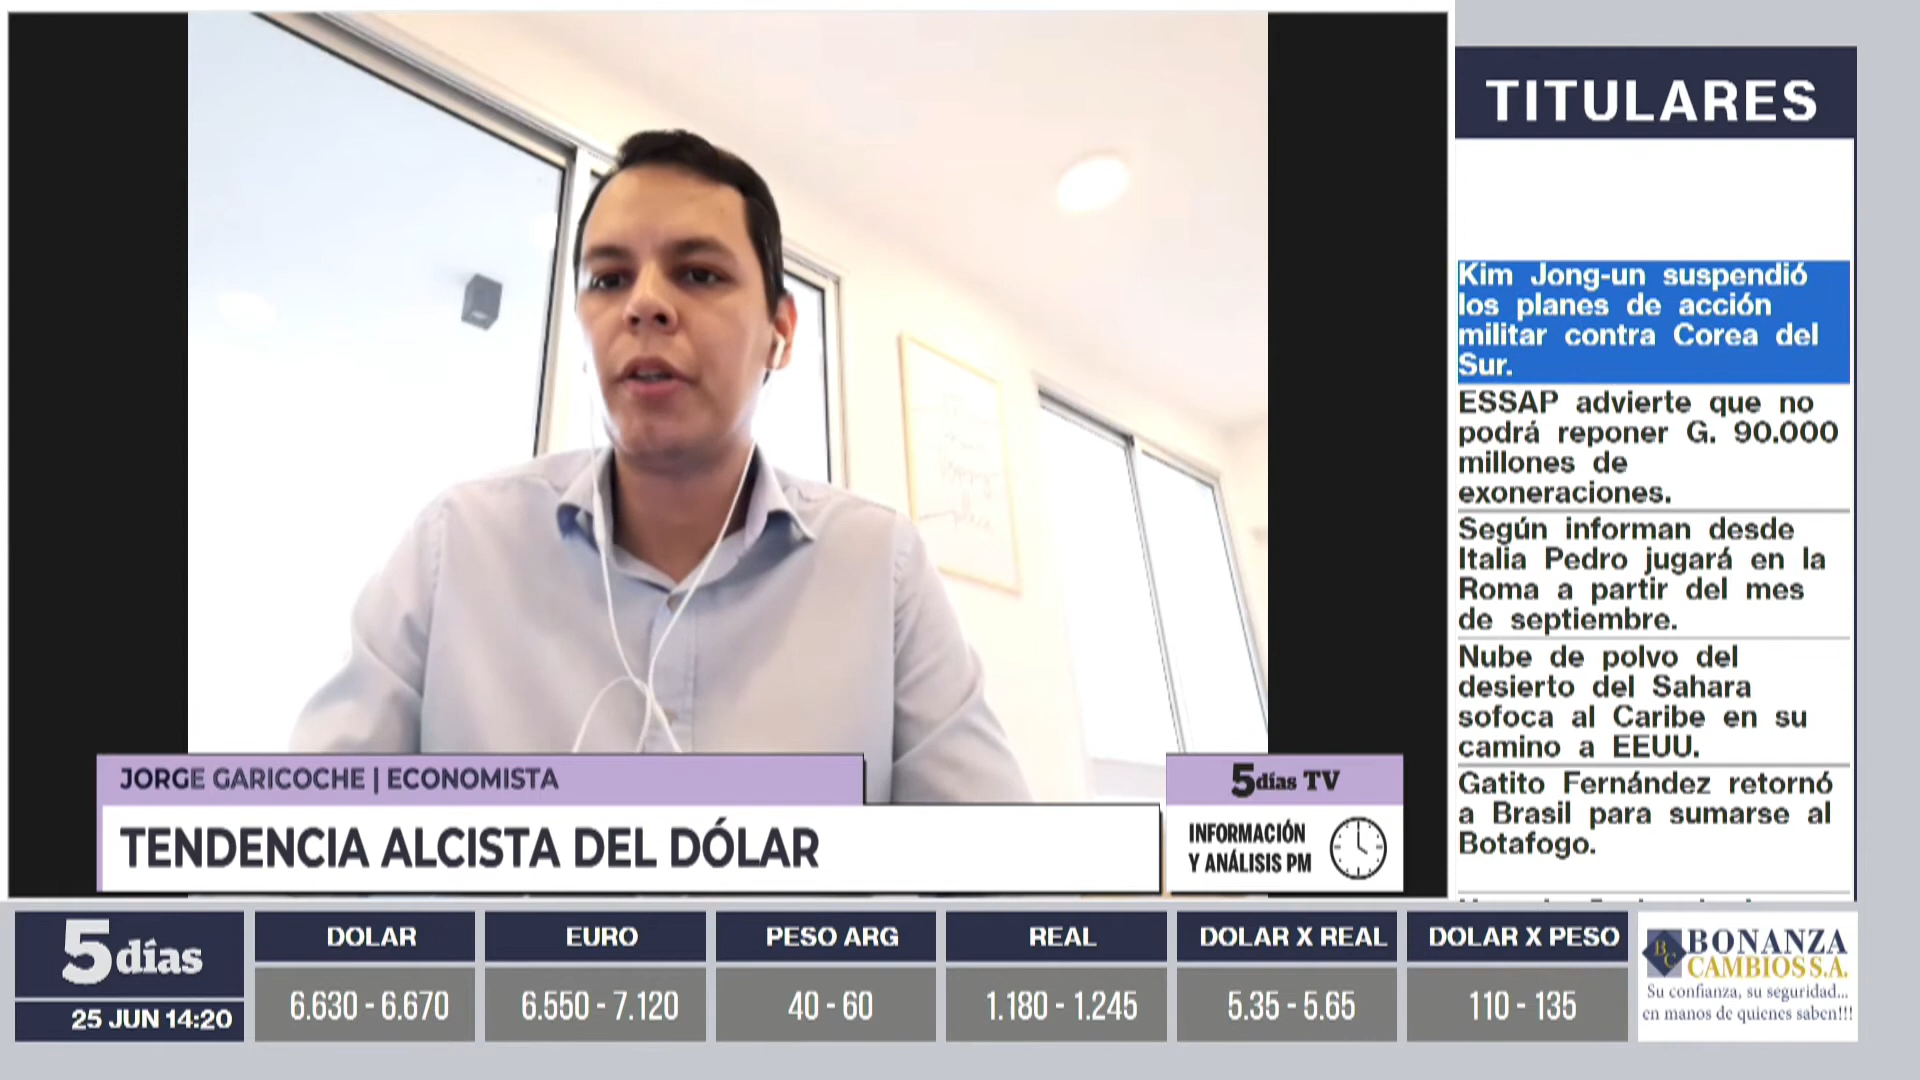 TITULARES
Kim Jong-un suspendió
los planes de acción
militar contra Corea del
Sur.
ESSAP advierte que no
podrá reponer G. 90.000
millones de
exoneraciones.
Según informan desde
Italia Pedro jugará en la
Roma a partir del mes
de septiembre.
Nube de polvo del
desierto del Sahara
sofoca al Caribe en su
camino a EEUU.
Gatito Fernández retornó
a Brasil para sumarse al
Botafogo.
JORGE GARICOCHE | ECONOMISTA
TENDENCIA ALCISTA DEL DÓLAR
5días TV
INFORMACIÓN
Y ANÁLISIS PM
5días
25 JUN 14:20
DOLAR
6.630 - 6.670
EURO
6.550 - 7.120
PESO ARG
40 - 60
REAL
1.180 - 1.245
DOLAR X REAL
5.35 - 5.65
DOLAR X PESO
110 - 135
BC
BONANZA
CAMBIOS S.A.
Su confianza, su seguridad...
en manos de quienes saben!!!